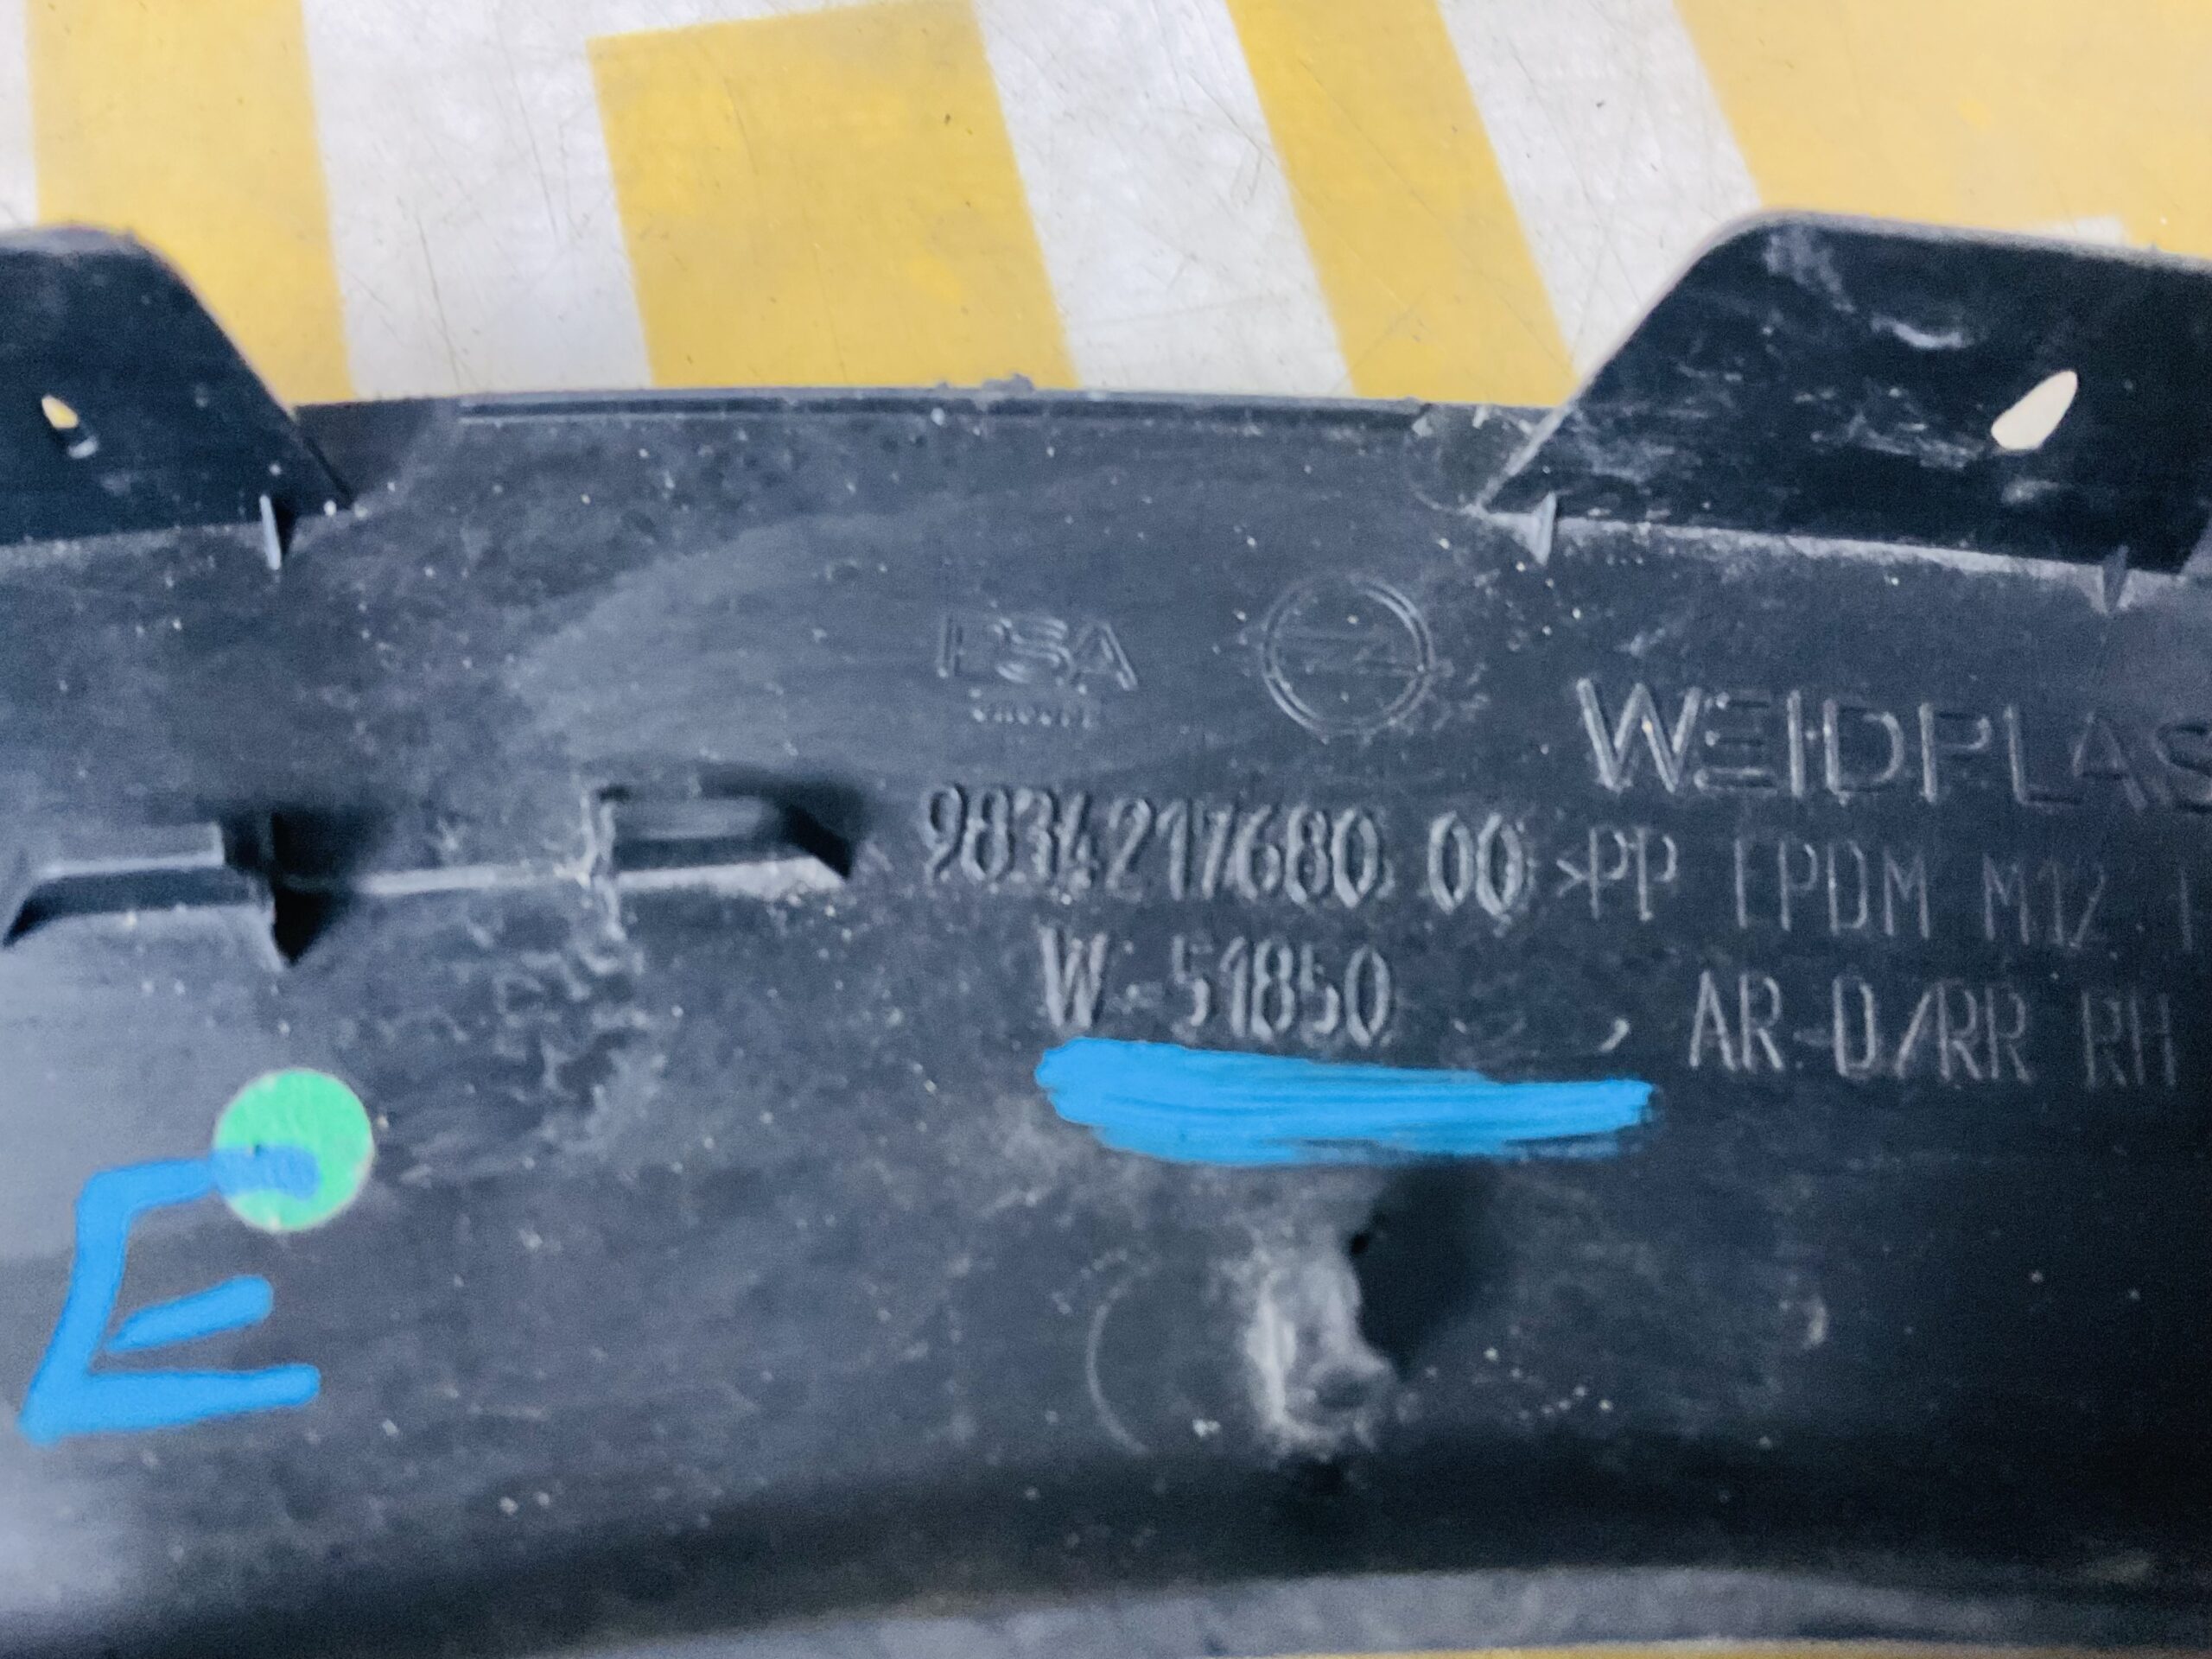 PSA
WEIDPLAS
9834217680 00 >PP EPDM M12
W-51850
AR D/RR RH
E